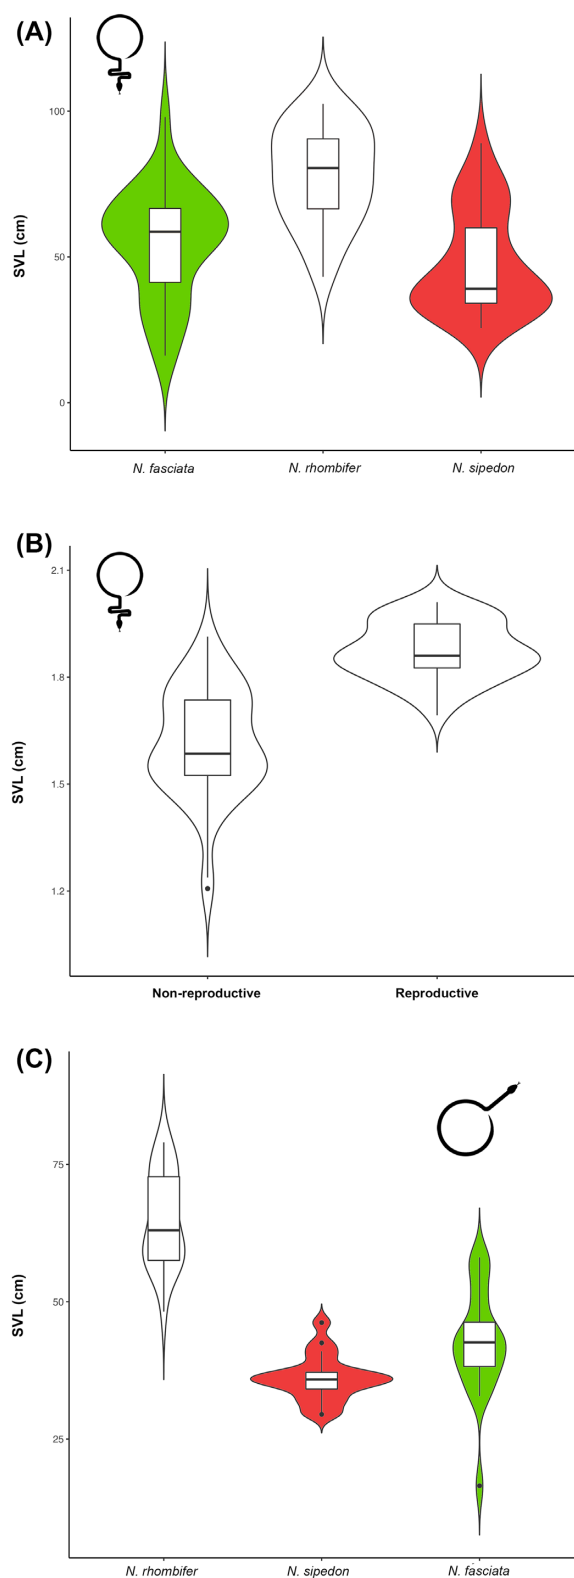 (A)
SVL (cm)
100
50
0
N. fasciata
N. rhombifer
N. sipedon
(B)
SVL (cm)
2.1
1.8
1.5
1.2
Non-reproductive
Reproductive
(C)
SVL (cm)
75
50
25
N. rhombifer
N. sipedon
N. fasciata